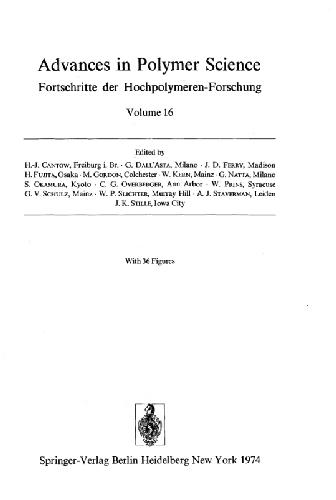 Advances in Polymer Science
Fortschritte der Hochpolymeren-Forschung
Volume 16
Edited by
H.-J. CANTOW, Freiburg i. Br. · G. DALL'ASTA, Milano · J. D. FERRY, Madison
H. FUJITA, Osaka · M. GORDON, Colchester · W. KERN, Mainz · G. NATTA, Milano
S. OKAMURA, Kyoto · C. G. OVERBERGER, Ann Arbor · W. PRINS, Syracuse
G. V. SCHULZ, Mainz · W. P. SLICHTER, Murray Hill · A. J. STAVERMAN, Leiden
J. K. STILLE, Iowa City
With 36 Figures
Springer-Verlag Berlin Heidelberg New York 1974